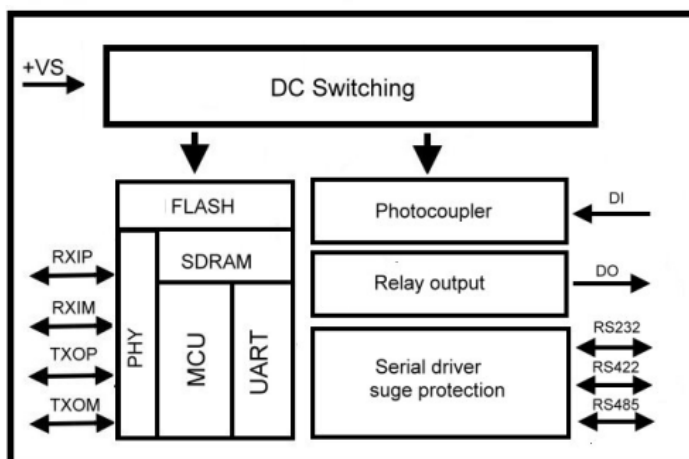 +VS
DC Switching
FLASH
Photocoupler
DI
RXIP
SDRAM
Relay output
DO
RXIM
PHY
MCU
UART
TXOP
TXOM
Serial driver
suge protection
RS232
RS422
RS485